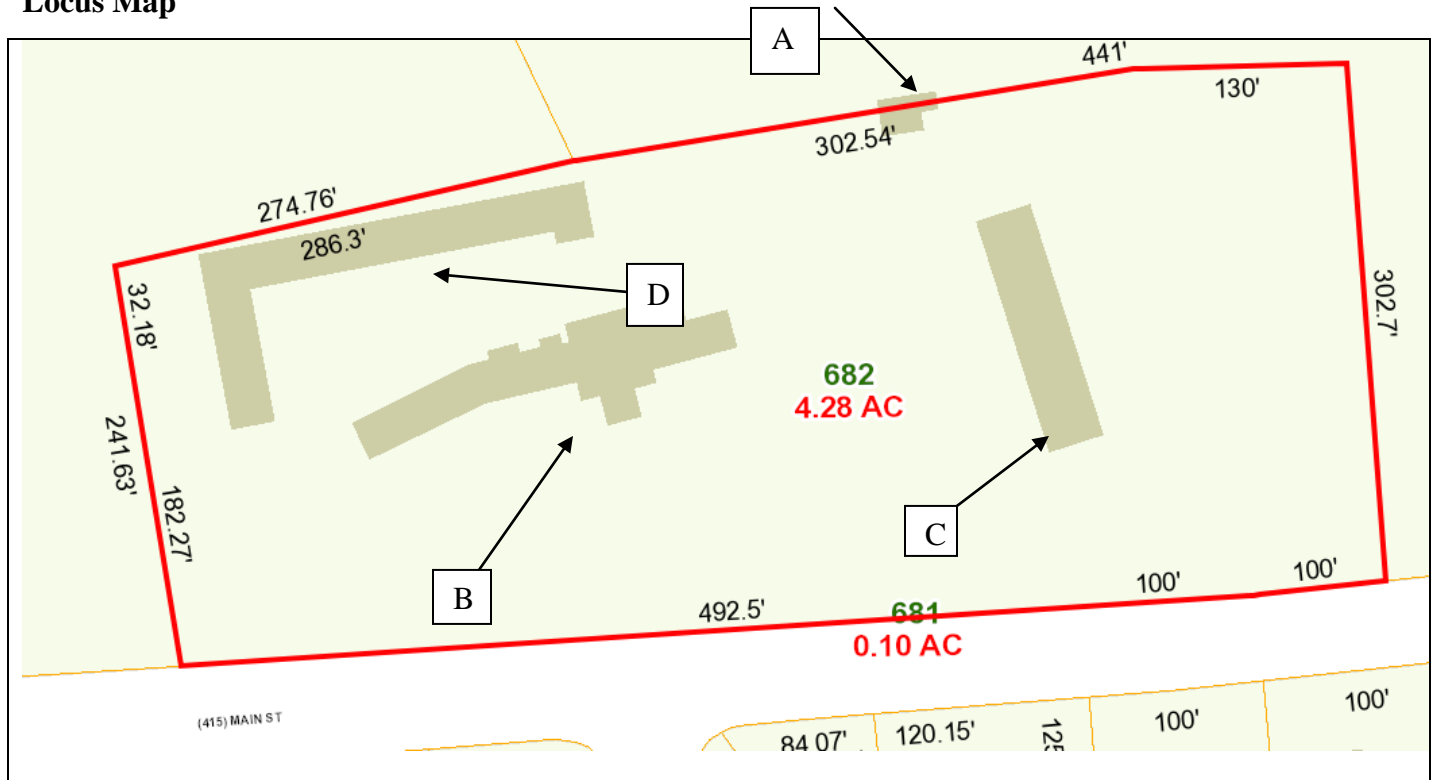 Locus Map
A
441'
130'
302.54'
274.76'
286.3'
32.18'
D
302.7'
682
4.28 AC
241.63'
182.27'
C
B
100'
100'
492.5'
681
0.10 AC
(415) MAIN ST
84.07'
120.15'
100'
100'